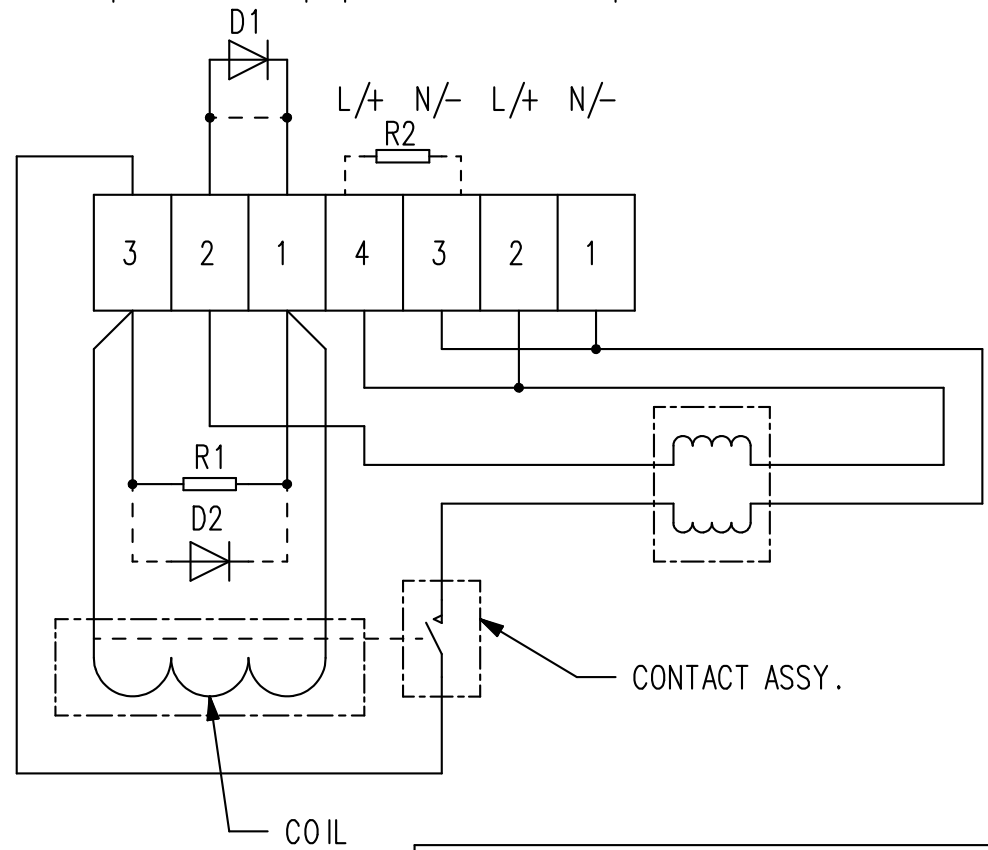 D1
L/+ N/- L/+ N/-
R2
3 2 1 4 3 2 1
R1
D2
CONTACT ASSY.
COIL